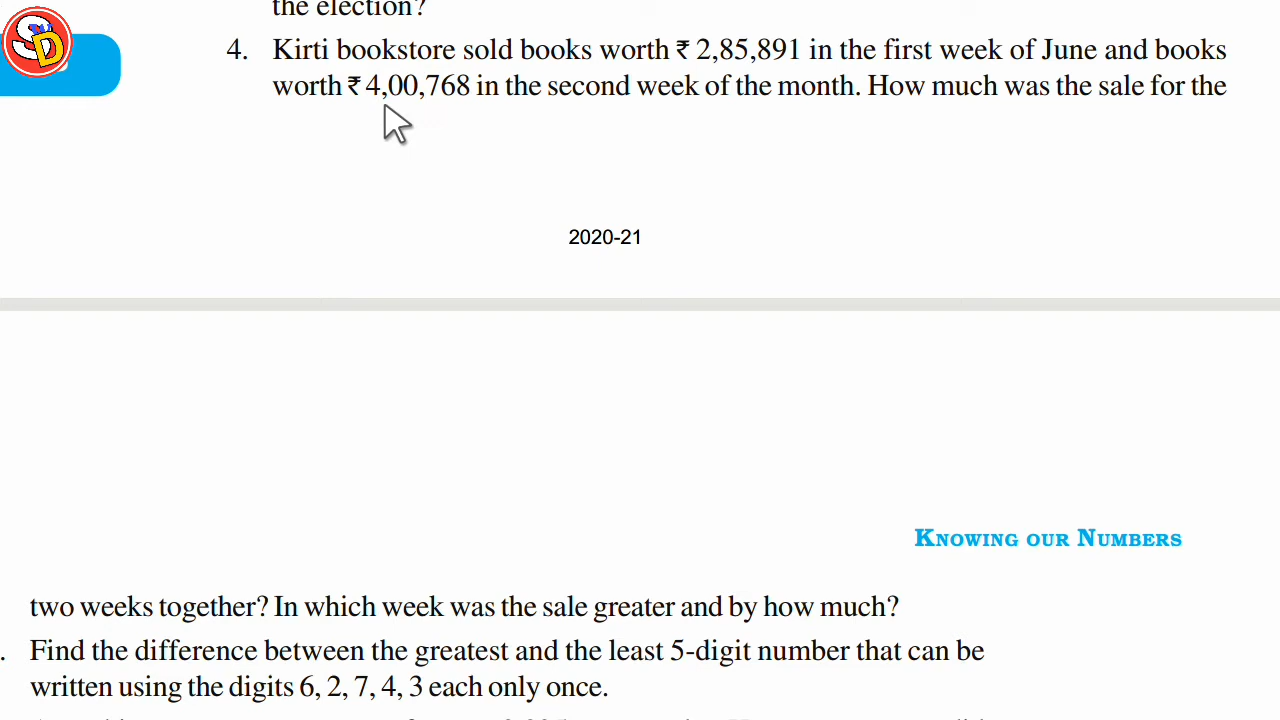 the election?
4. Kirti bookstore sold books worth ₹ 2,85,891 in the first week of June and books
worth ₹ 4,00,768 in the second week of the month. How much was the sale for the
2020-21
KNOWING OUR NUMBERS
two weeks together? In which week was the sale greater and by how much?
. Find the difference between the greatest and the least 5-digit number that can be
written using the digits 6, 2, 7, 4, 3 each only once.